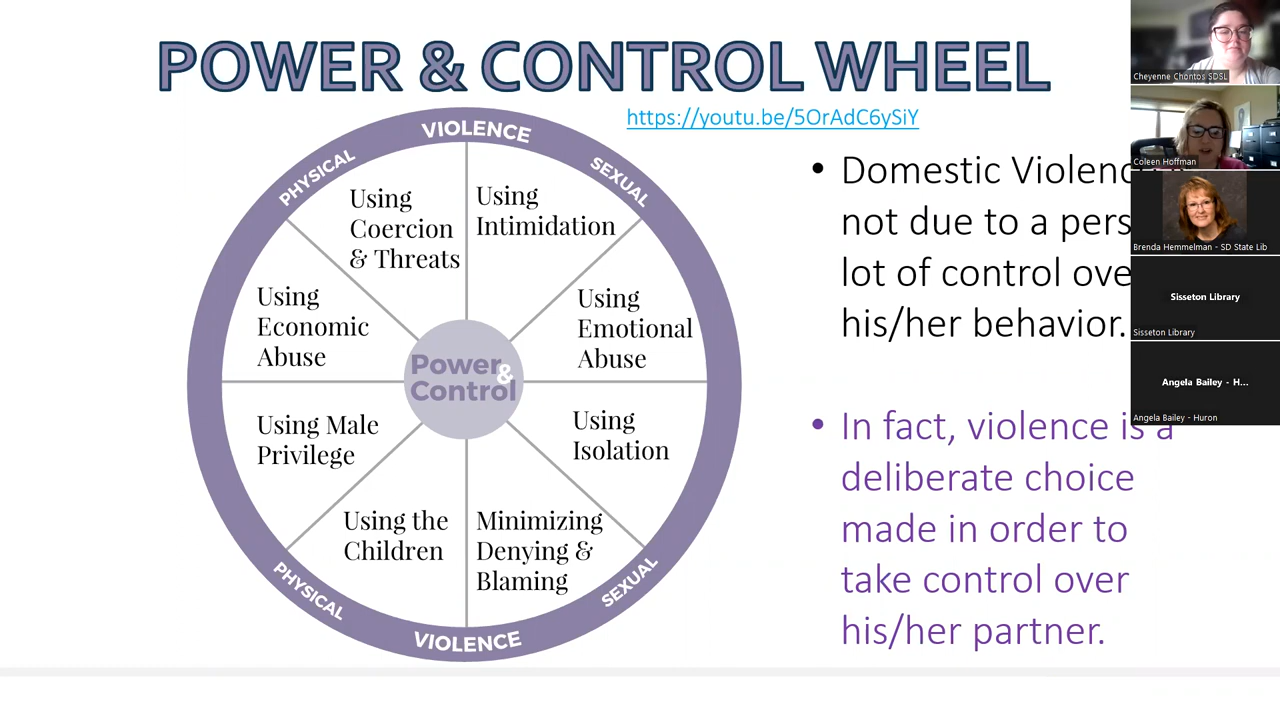 POWER & CONTROL WHEEL
https://youtu.be/5OrAdC6ySiY
VIOLENCE
PHYSICAL
SEXUAL
Using
Coercion
& Threats
Using
Intimidation
Using
Economic
Abuse
Using
Emotional
Abuse
Power
&
Control
Using Male
Privilege
Using
Isolation
Using the
Children
Minimizing
Denying &
Blaming
PHYSICAL
SEXUAL
VIOLENCE
• Domestic
not due to a
lot of control
his/her behavior.
• In fact, violence is a
deliberate choice
made in order to
take control over
his/her partner.
Cheyenne Chontos SDSL
Coleen Hoffman
Brenda Hemmelman - SD State Lib
Sisseton Library
Sisseton Library
Angela Bailey - H...
Angela Bailey - Huron